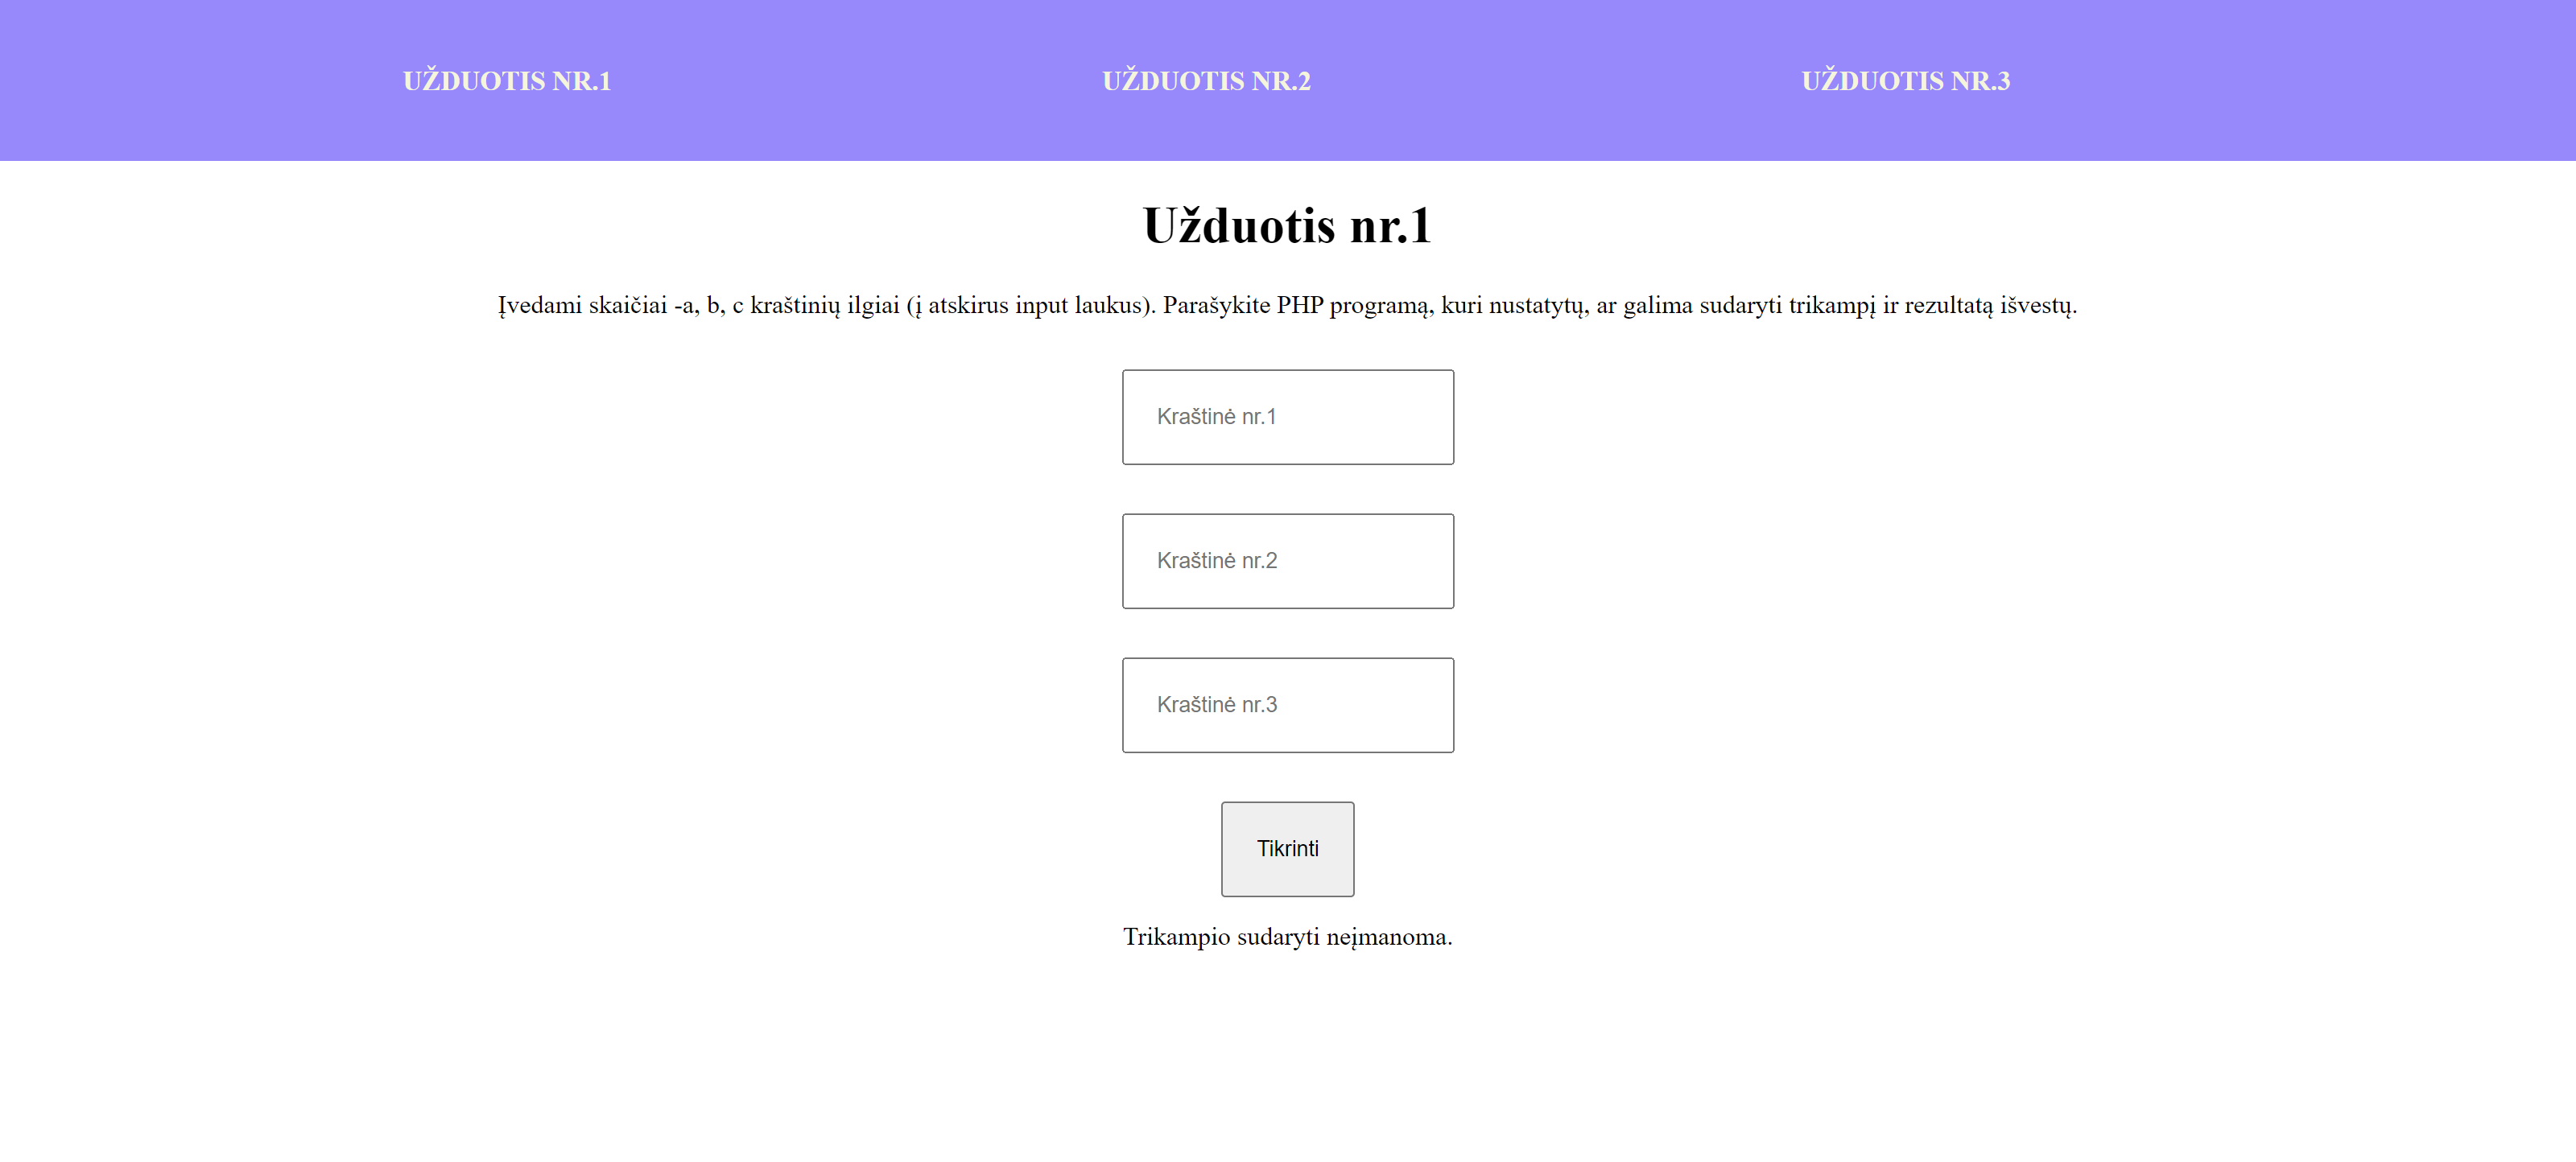 UŽDUOTIS NR.1 UŽDUOTIS NR.2 UŽDUOTIS NR.3
Užduotis nr.1
Įvedami skaičiai -a, b, c kraštinių ilgiai (į atskirus input laukus). Parašykite PHP programą, kuri nustatytų, ar galima sudaryti trikampį ir rezultatą išvestų.
Kraštinė nr.1
Kraštinė nr.2
Kraštinė nr.3
Tikrinti
Trikampio sudaryti neįmanoma.